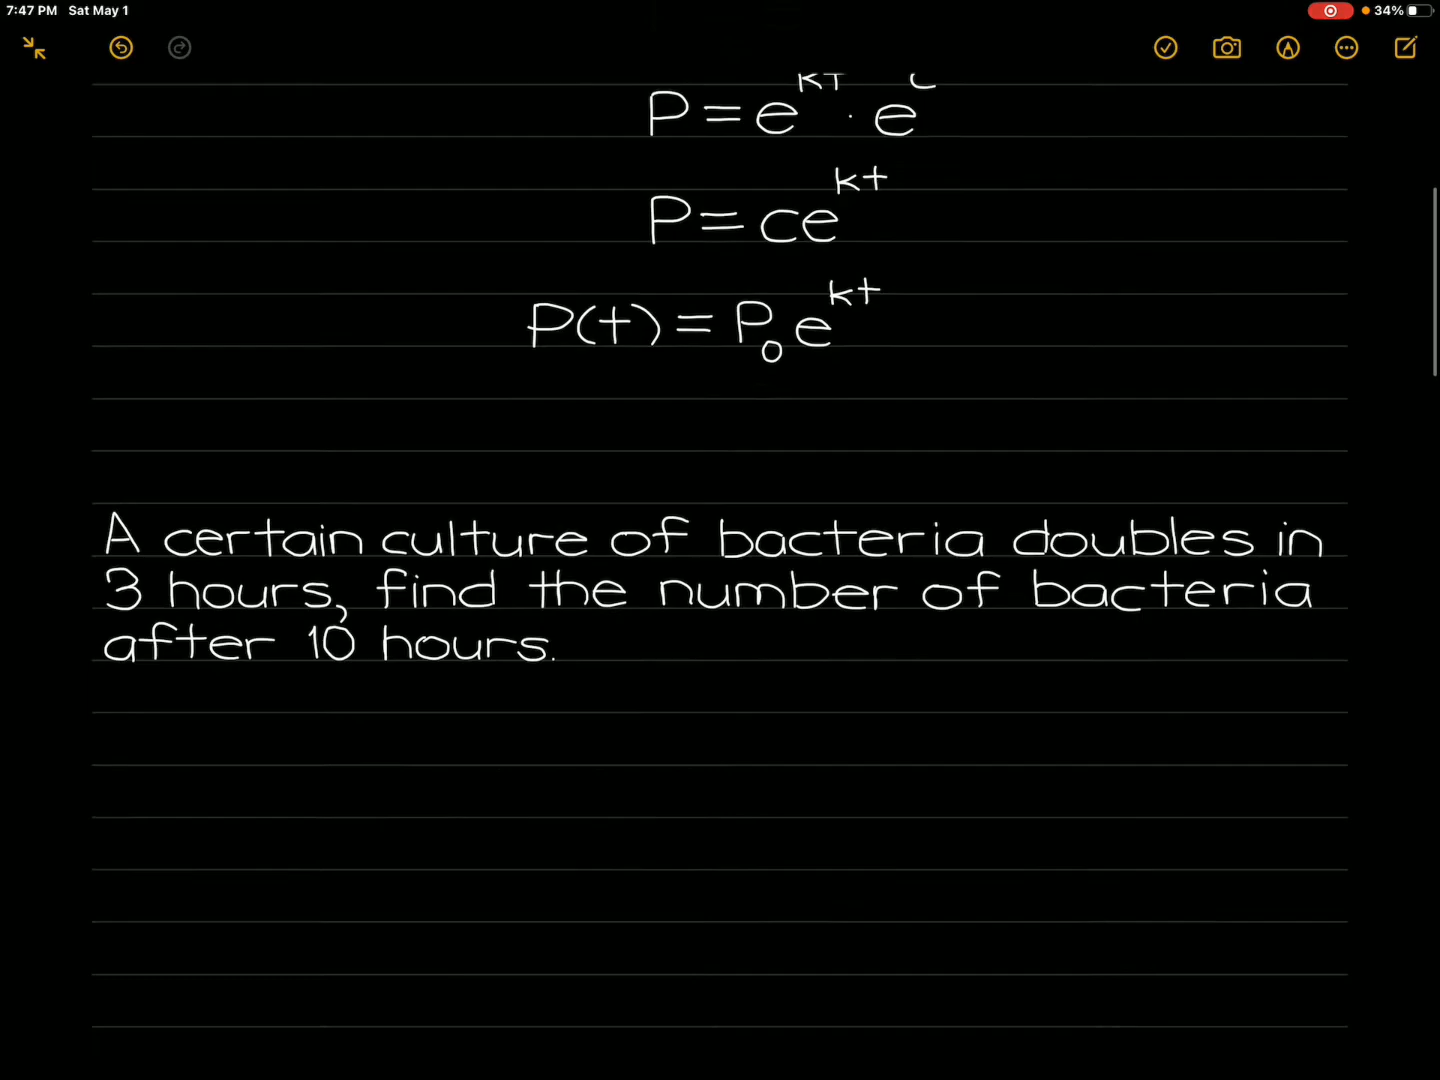 7:47 PM Sat May 1
34%
P = e^{kt} · e^{c}
P = ce^{kt}
P(t) = P₀e^{kt}
A certain culture of bacteria doubles in
3 hours, find the number of bacteria
after 10 hours.